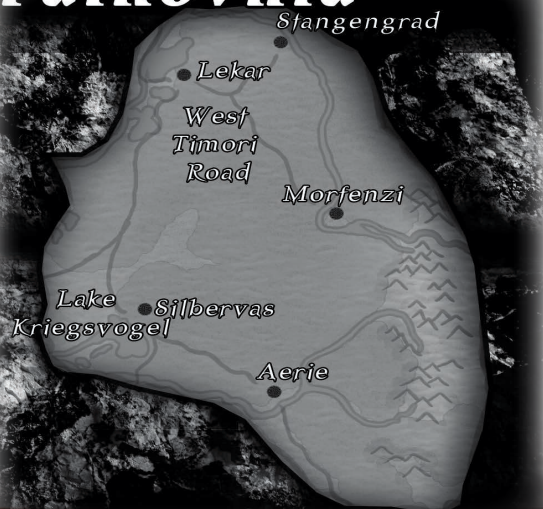 Stangengrad
Lekar
West
Timori
Road
Morfenzi
Lake
Kriegsvogel
Silbervas
Aerie